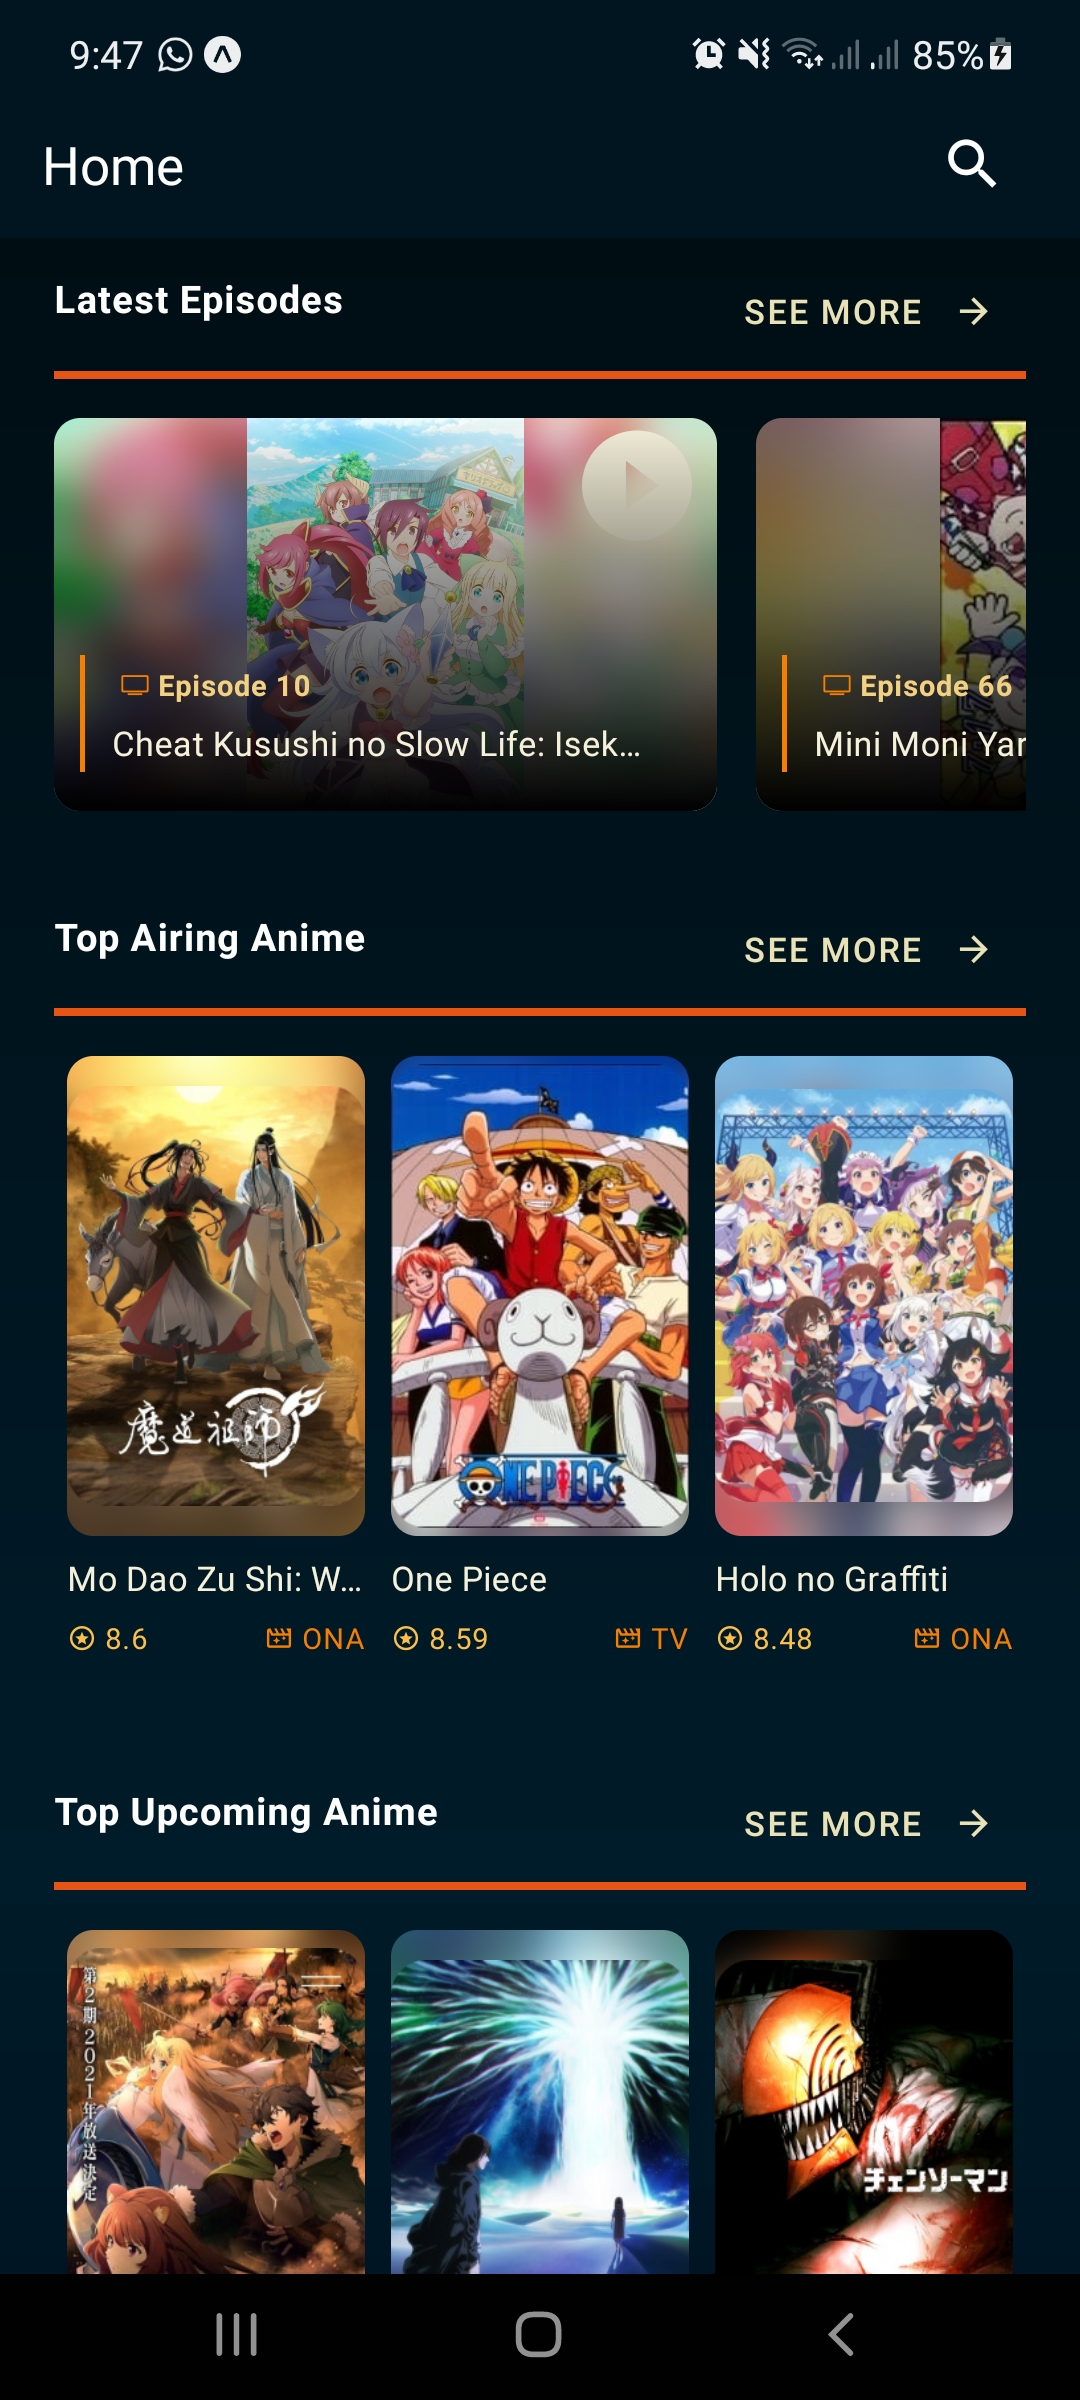 9:47
85%
Home
Latest Episodes
SEE MORE
Episode 10
Cheat Kusushi no Slow Life: Isek...
Episode 66
Mini Moni Yar
Top Airing Anime
SEE MORE
魔道祖师
ONE PIECE
Mo Dao Zu Shi: W...
One Piece
Holo no Graffiti
8.6
ONA
8.59
TV
8.48
ONA
Top Upcoming Anime
SEE MORE
第2期 2021年放送決定
チェンソーマン